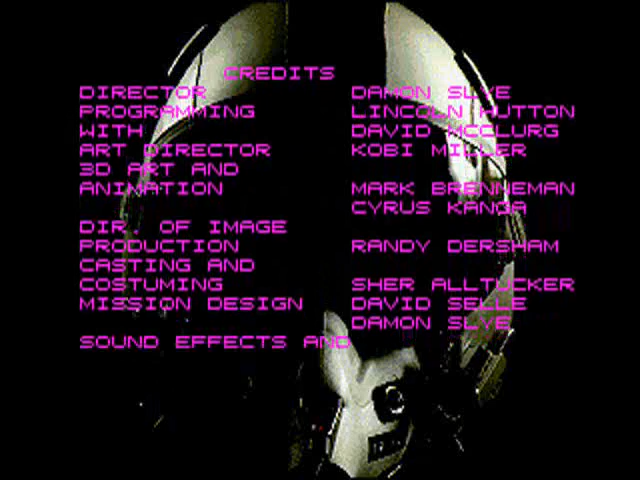 CREDITS
DIRECTOR DAMON SLYE
PROGRAMMING LINCOLN HUTTON
WITH DAVID MCCLURG
ART DIRECTOR KOBI MILLER
3D ART AND
ANIMATION MARK BRENNEMAN
CYRUS KANGA
DIR. OF IMAGE
PRODUCTION RANDY DERSHAM
CASTING AND
COSTUMING SHER ALLTUCKER
MISSION DESIGN DAVID SELLE
DAMON SLYE
SOUND EFFECTS AND